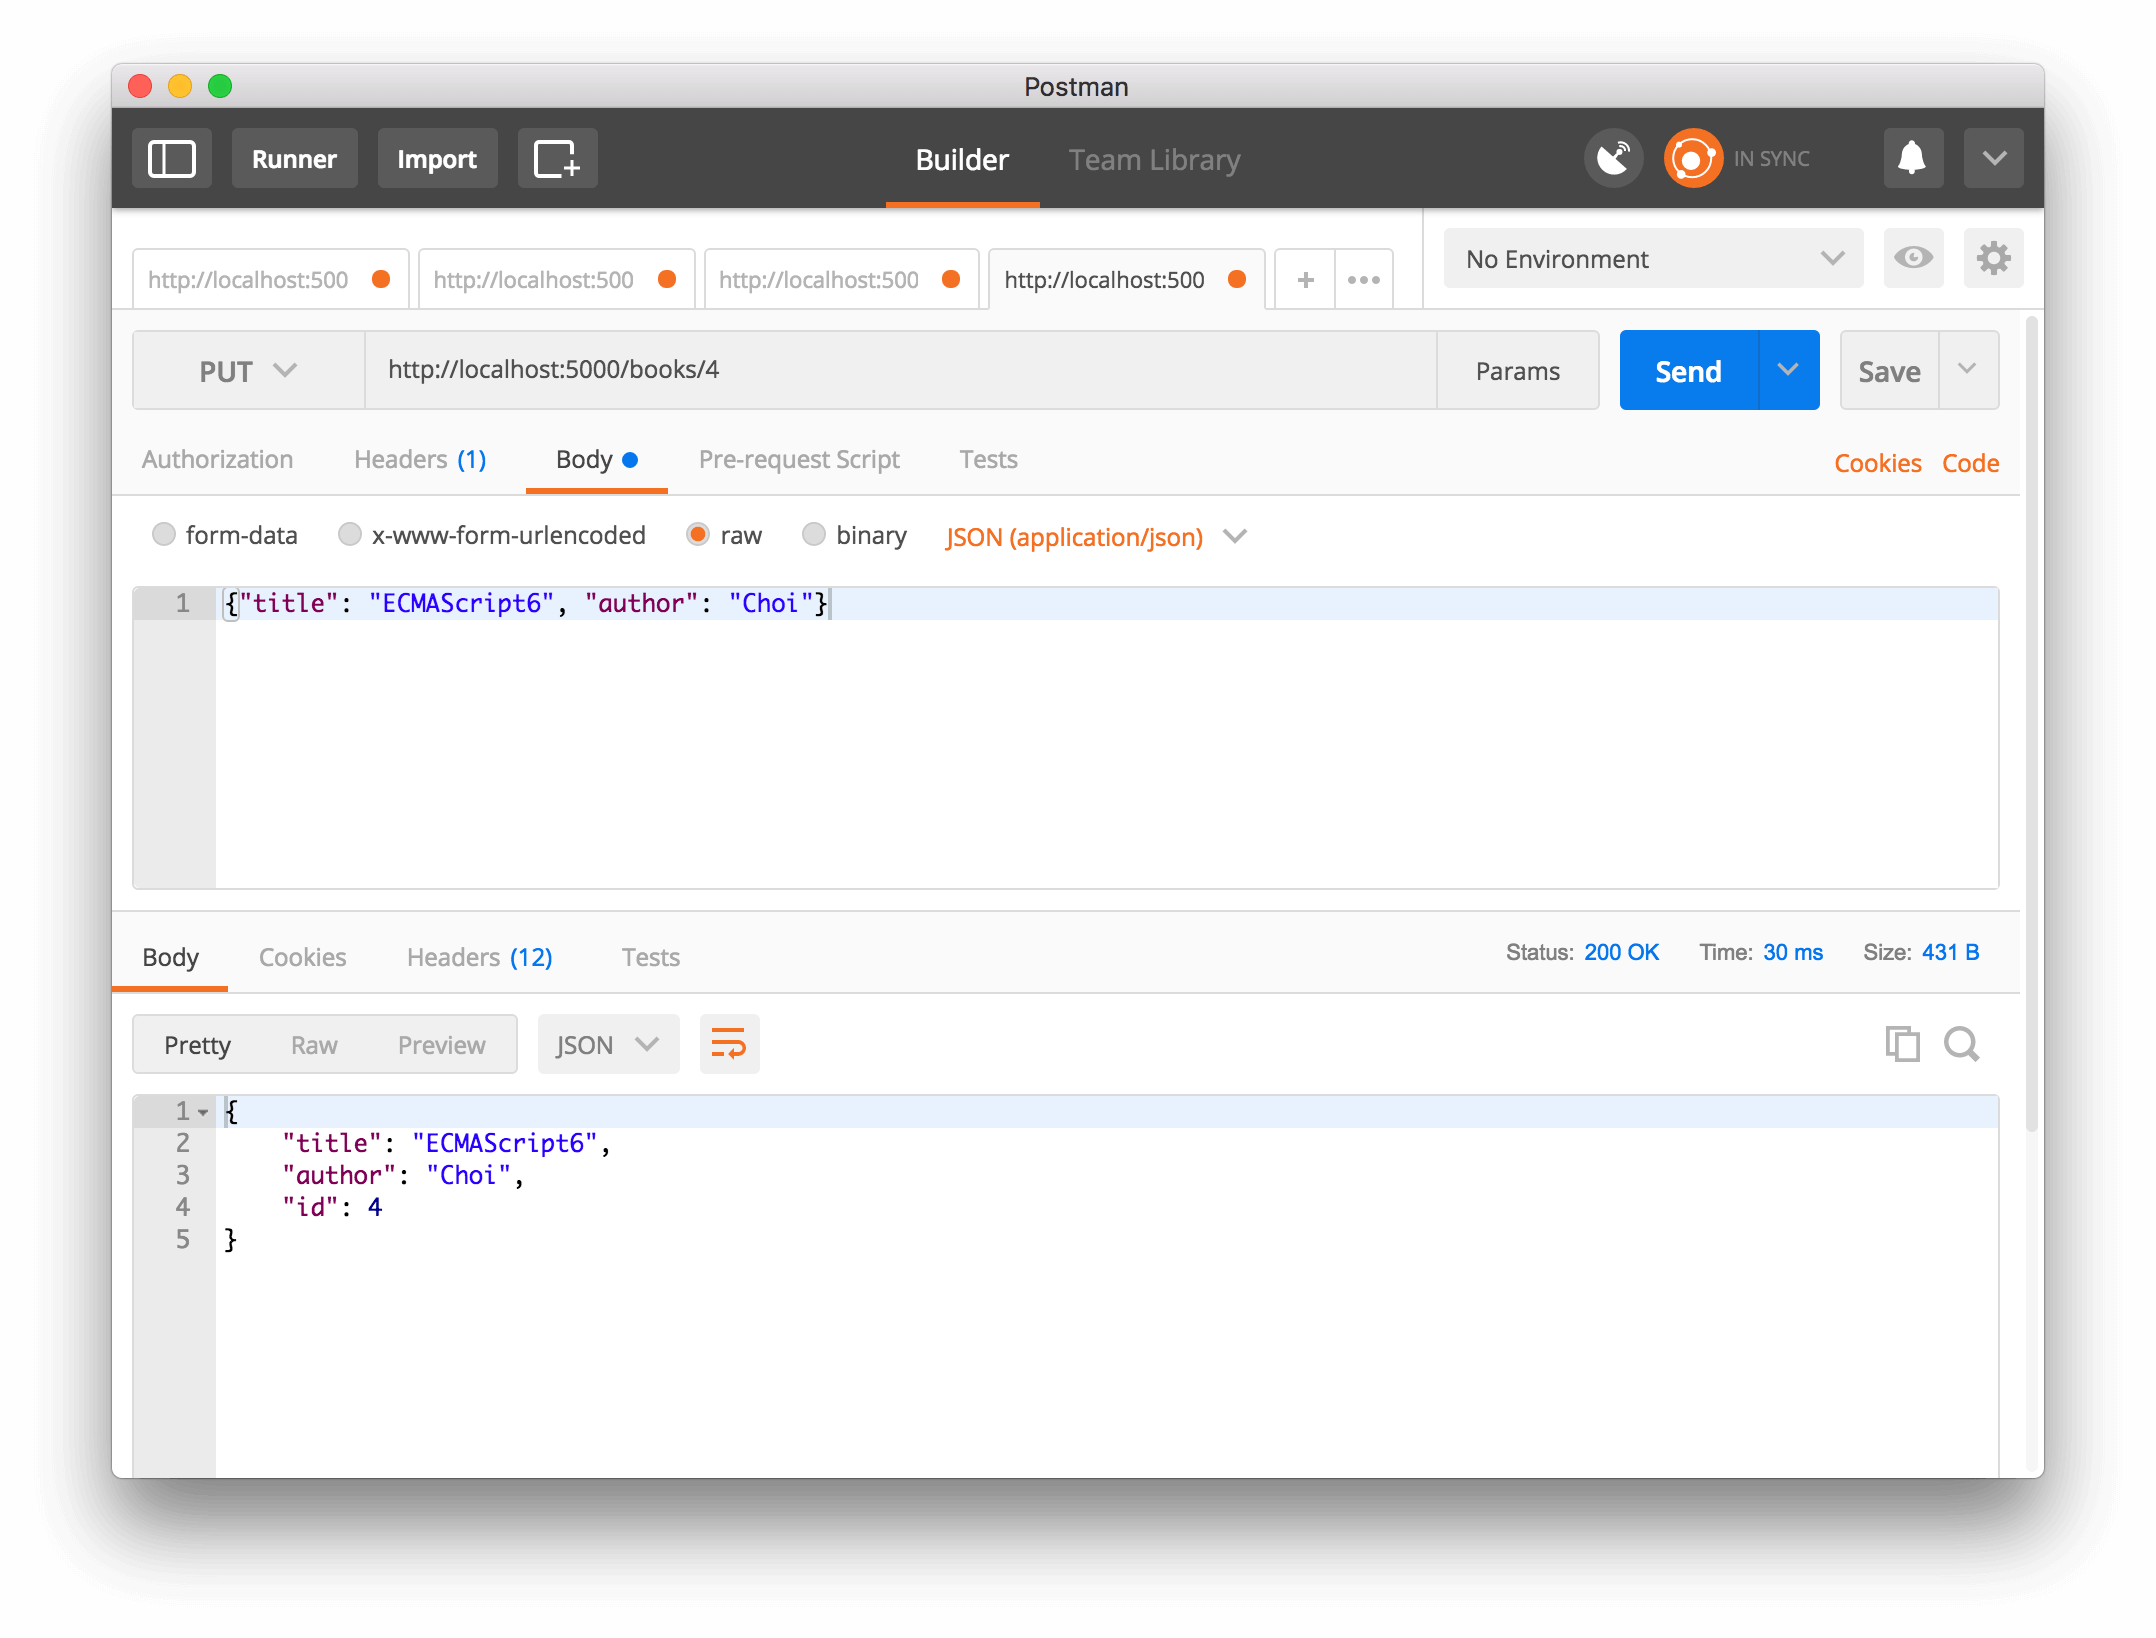 Postman
Runner Import Builder Team Library IN SYNC
http://localhost:500 http://localhost:500 http://localhost:500 http://localhost:500 + ••• No Environment
PUT http://localhost:5000/books/4 Params Send Save
Authorization Headers (1) Body Pre-request Script Tests Cookies Code
form-data x-www-form-urlencoded raw binary JSON (application/json)
1 {"title": "ECMAScript6", "author": "Choi"}
Body Cookies Headers (12) Tests Status: 200 OK Time: 30 ms Size: 431 B
Pretty Raw Preview JSON
1 {
2 "title": "ECMAScript6",
3 "author": "Choi",
4 "id": 4
5 }